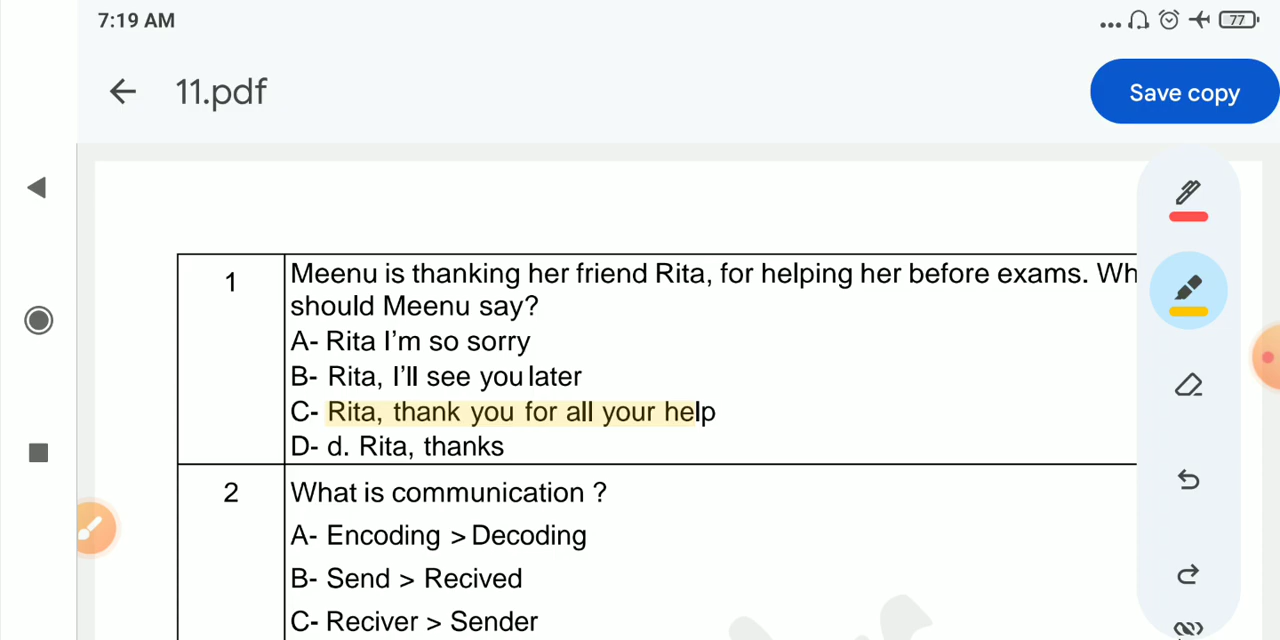 7:19 AM
77
11.pdf
Save copy
1
Meenu is thanking her friend Rita, for helping her before exams. Wh
should Meenu say?
A- Rita I'm so sorry
B- Rita, I'll see you later
C- Rita, thank you for all your help
D- d. Rita, thanks
2
What is communication ?
A- Encoding > Decoding
B- Send > Recived
C- Reciver > Sender